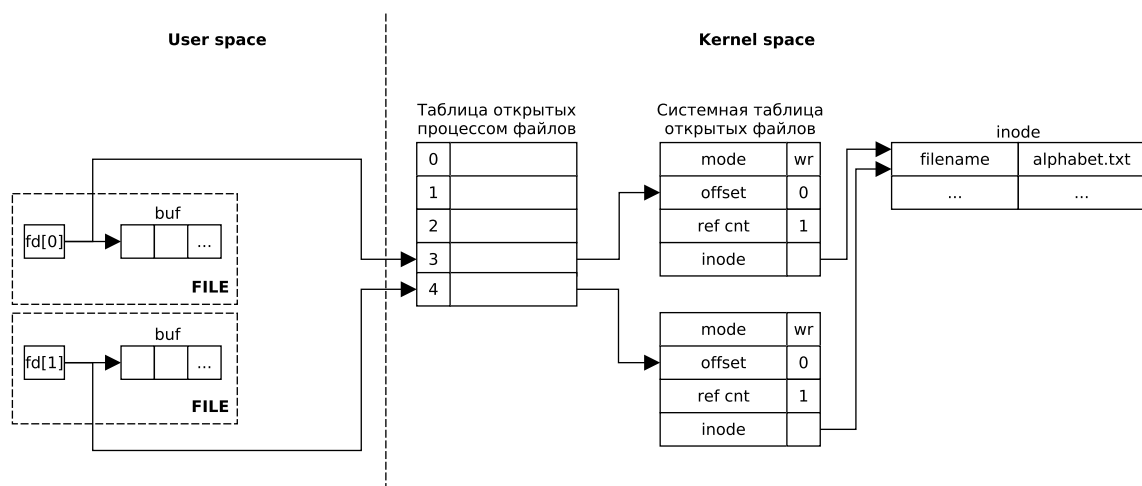 User space
Kernel space
Таблица открытых
процессом файлов
0
1
2
3
4
buf
fd[0]
...
FILE
buf
fd[1]
...
FILE
Системная таблица
открытых файлов
mode wr
offset 0
ref cnt 1
inode
mode wr
offset 0
ref cnt 1
inode
inode
filename alphabet.txt
... ...